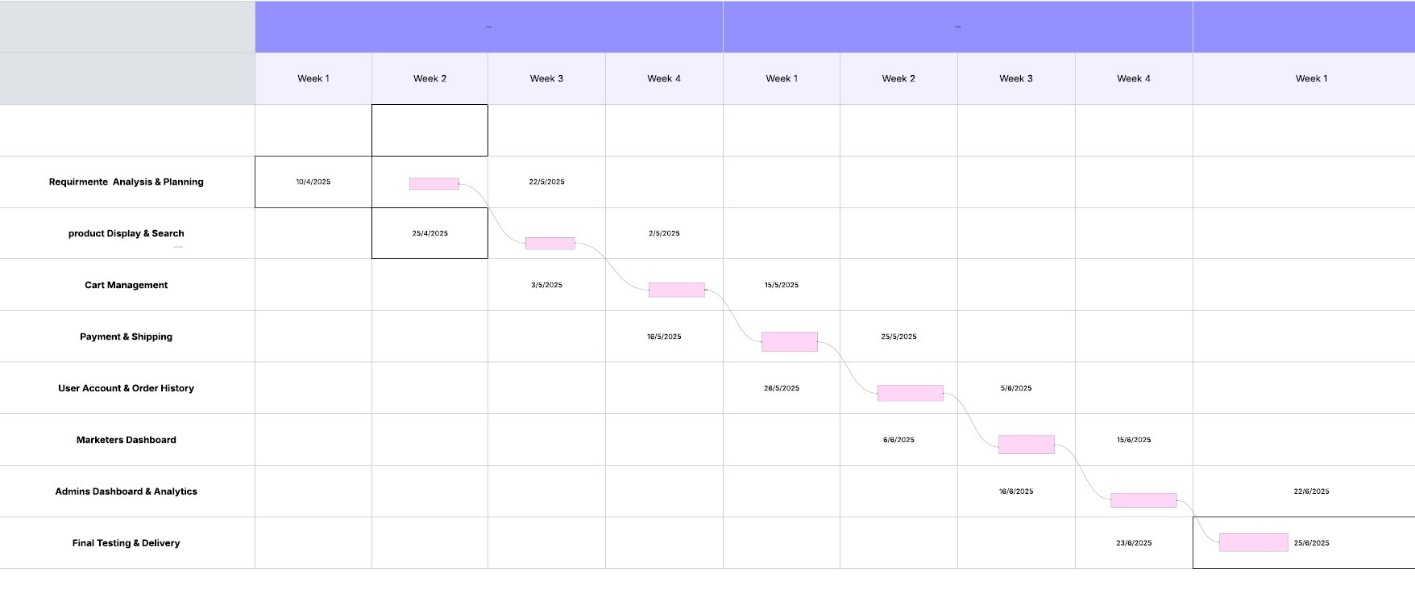 –
–
Week 1 Week 2 Week 3 Week 4 Week 1 Week 2 Week 3 Week 4 Week 1
Requirmente Analysis & Planning 10/4/2025 22/5/2025
product Display & Search 25/4/2025 2/5/2025
Cart Management 3/5/2025 15/5/2025
Payment & Shipping 16/5/2025 25/5/2025
User Account & Order History 26/5/2025 5/6/2025
Marketers Dashboard 6/6/2025 15/6/2025
Admins Dashboard & Analytics 16/6/2025 22/6/2025
Final Testing & Delivery 23/6/2025 25/6/2025